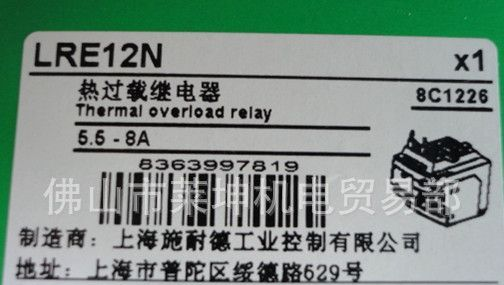 LRE12N x1
热过载继电器 8C1226
Thermal overload relay
5.5 - 8A
8363997819
佛山市莱坤机电贸易部
制造商：上海施耐德工业控制有限公司
地址：上海市普陀区绥德路629号